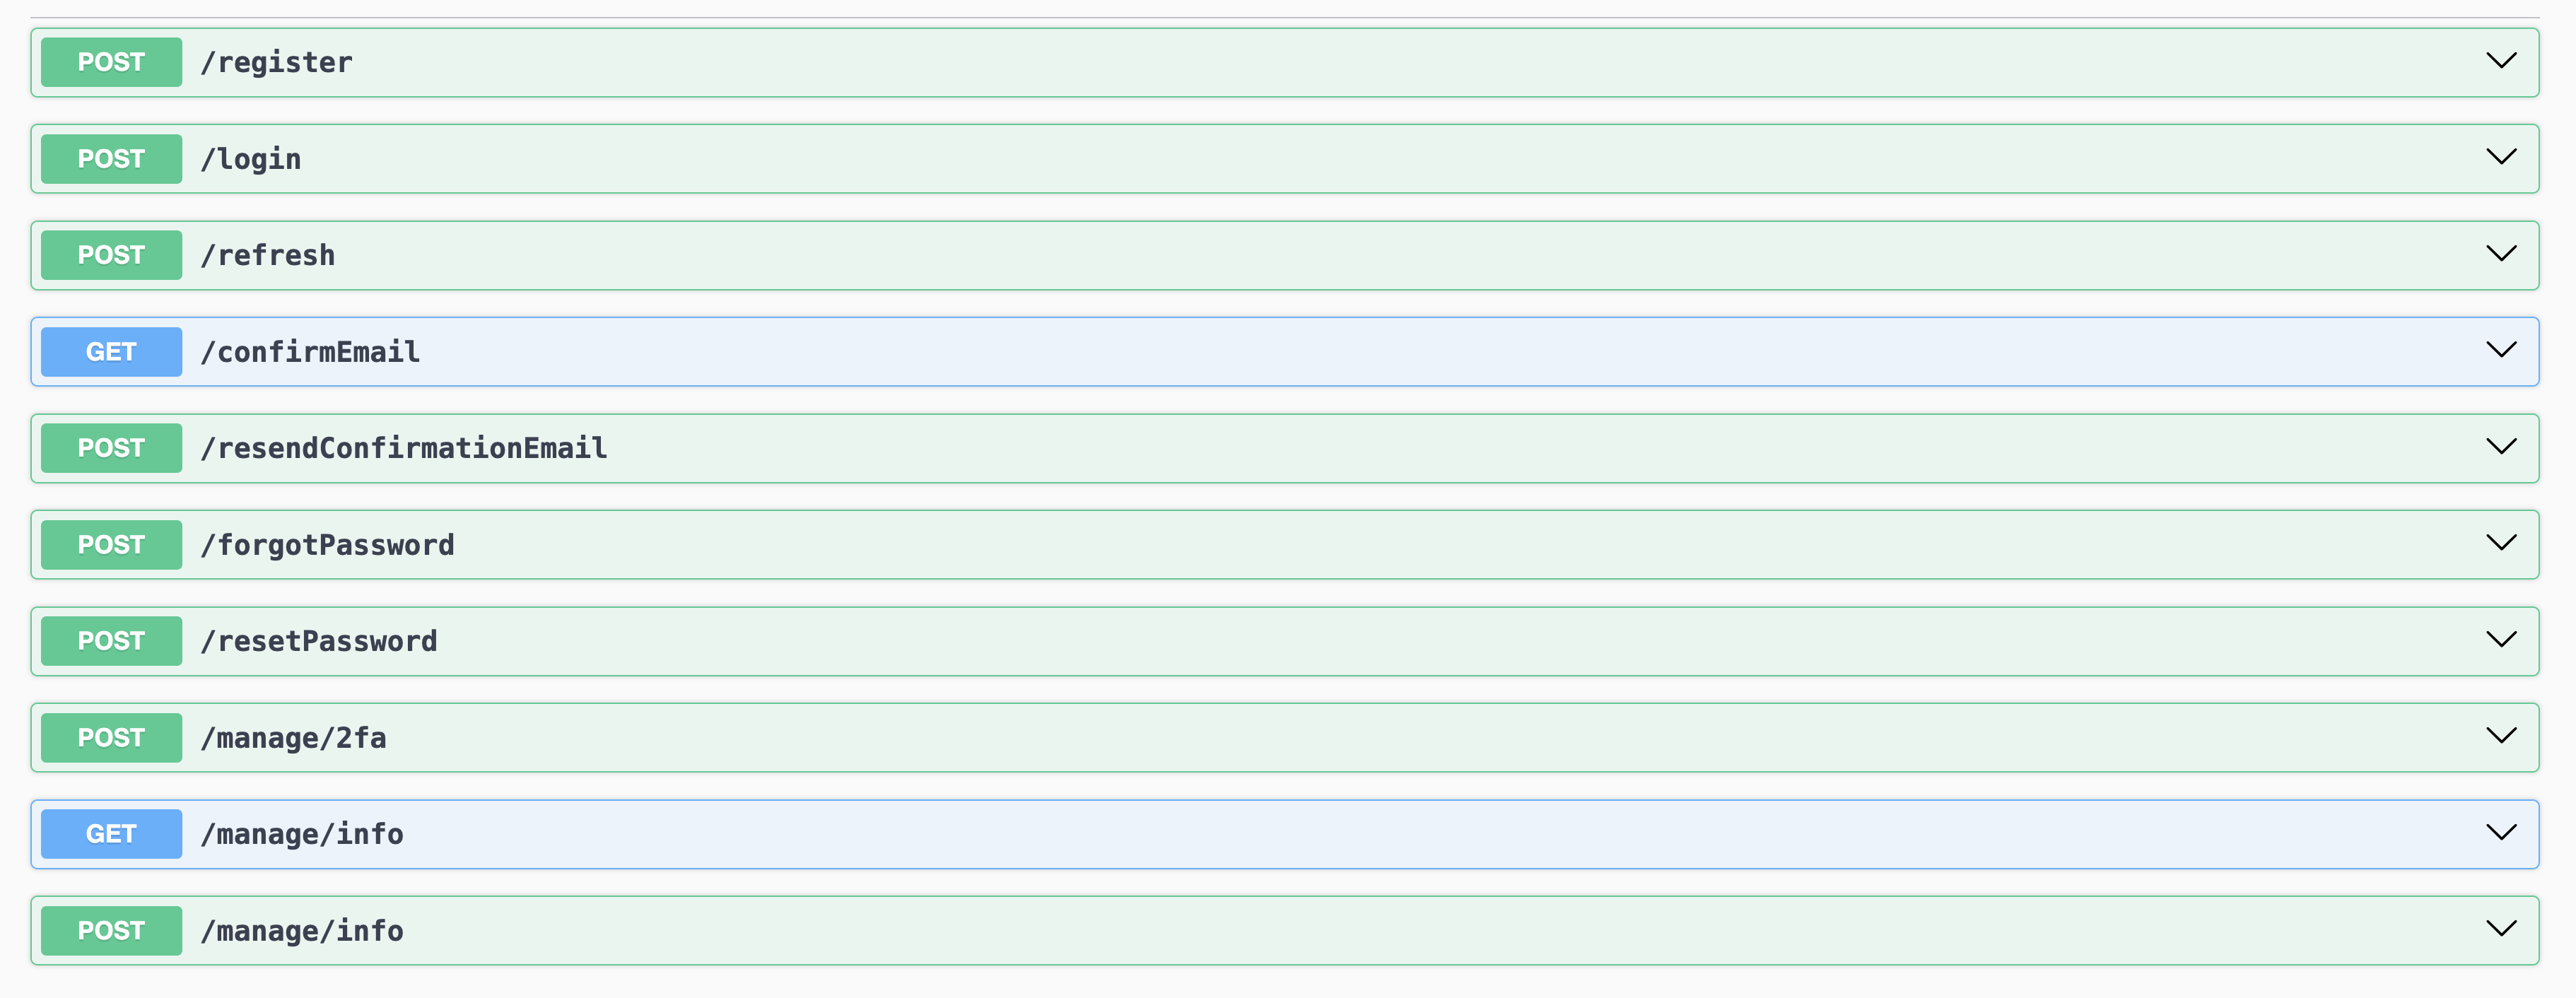 POST /register
POST /login
POST /refresh
GET /confirmEmail
POST /resendConfirmationEmail
POST /forgotPassword
POST /resetPassword
POST /manage/2fa
GET /manage/info
POST /manage/info